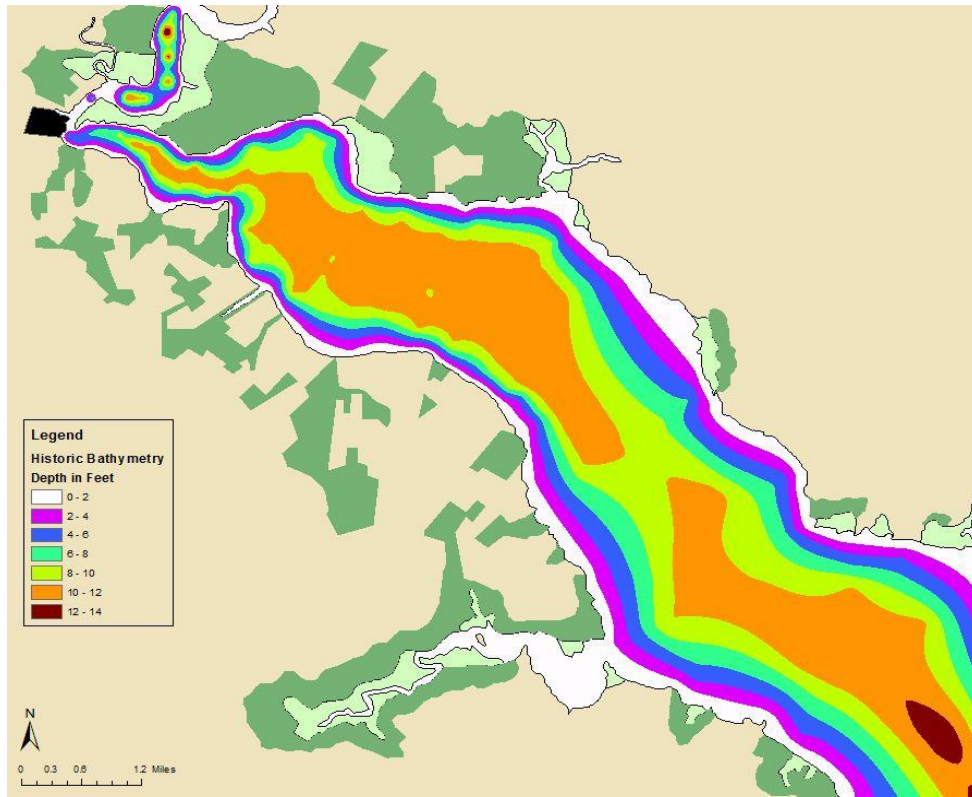 Legend
Historic Bathymetry
Depth in Feet
0 - 2
2 - 4
4 - 6
6 - 8
8 - 10
10 - 12
12 - 14
N
0 0.3 0.6 1.2 Miles